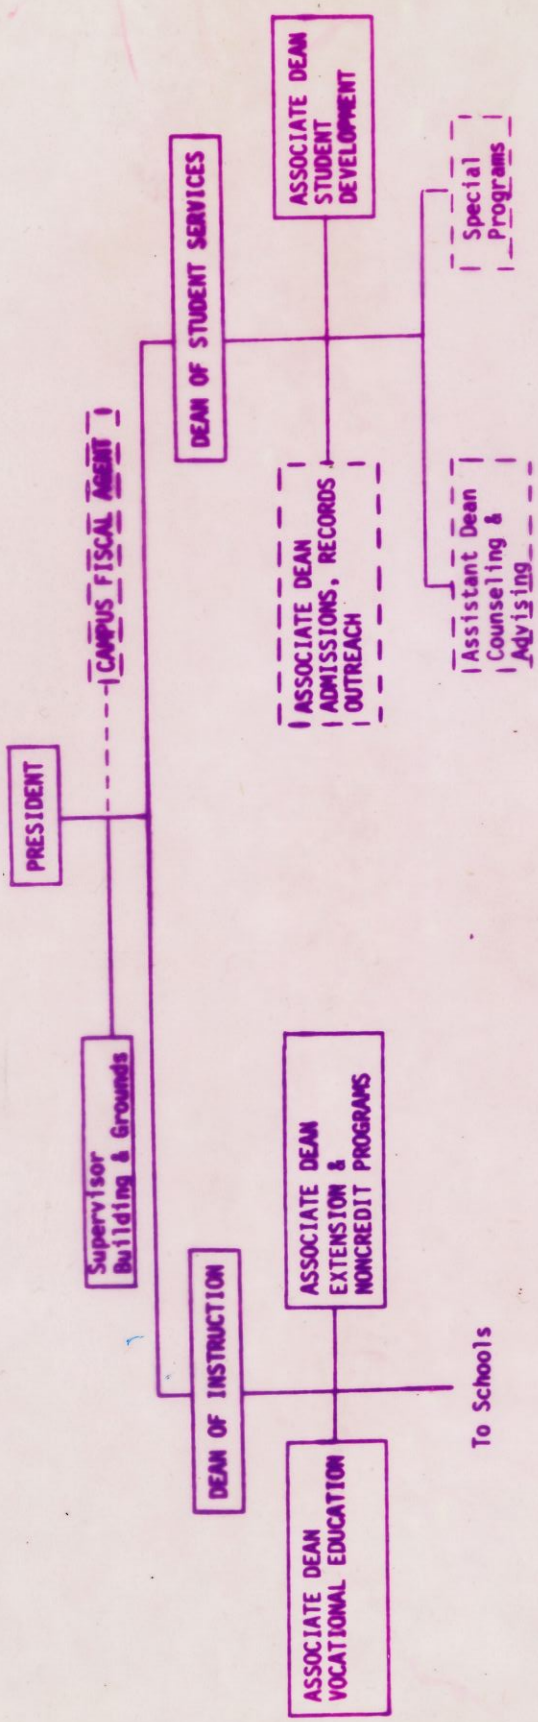 PRESIDENT
Supervisor
Building & Grounds
CAMPUS FISCAL AGENT
DEAN OF INSTRUCTION
DEAN OF STUDENT SERVICES
ASSOCIATE DEAN
VOCATIONAL EDUCATION
ASSOCIATE DEAN
EXTENSION &
NONCREDIT PROGRAMS
ASSOCIATE DEAN
ADMISSIONS, RECORDS
OUTREACH
ASSOCIATE DEAN
STUDENT
DEVELOPMENT
To Schools
Assistant Dean
Counseling &
Advising
Special
Programs